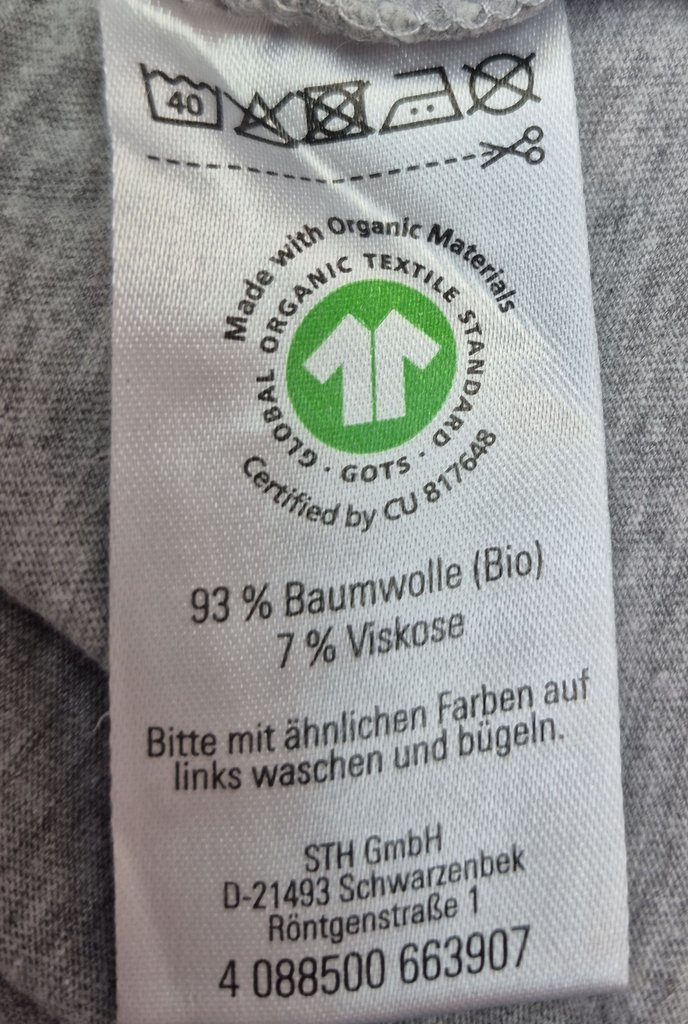 40
Made with Organic Materials
GLOBAL ORGANIC TEXTILE STANDARD · GOTS ·
Certified by CU 817648
93 % Baumwolle (Bio)
7 % Viskose
Bitte mit ähnlichen Farben auf
links waschen und bügeln.
STH GmbH
D-21493 Schwarzenbek
Röntgenstraße 1
4 088500 663907